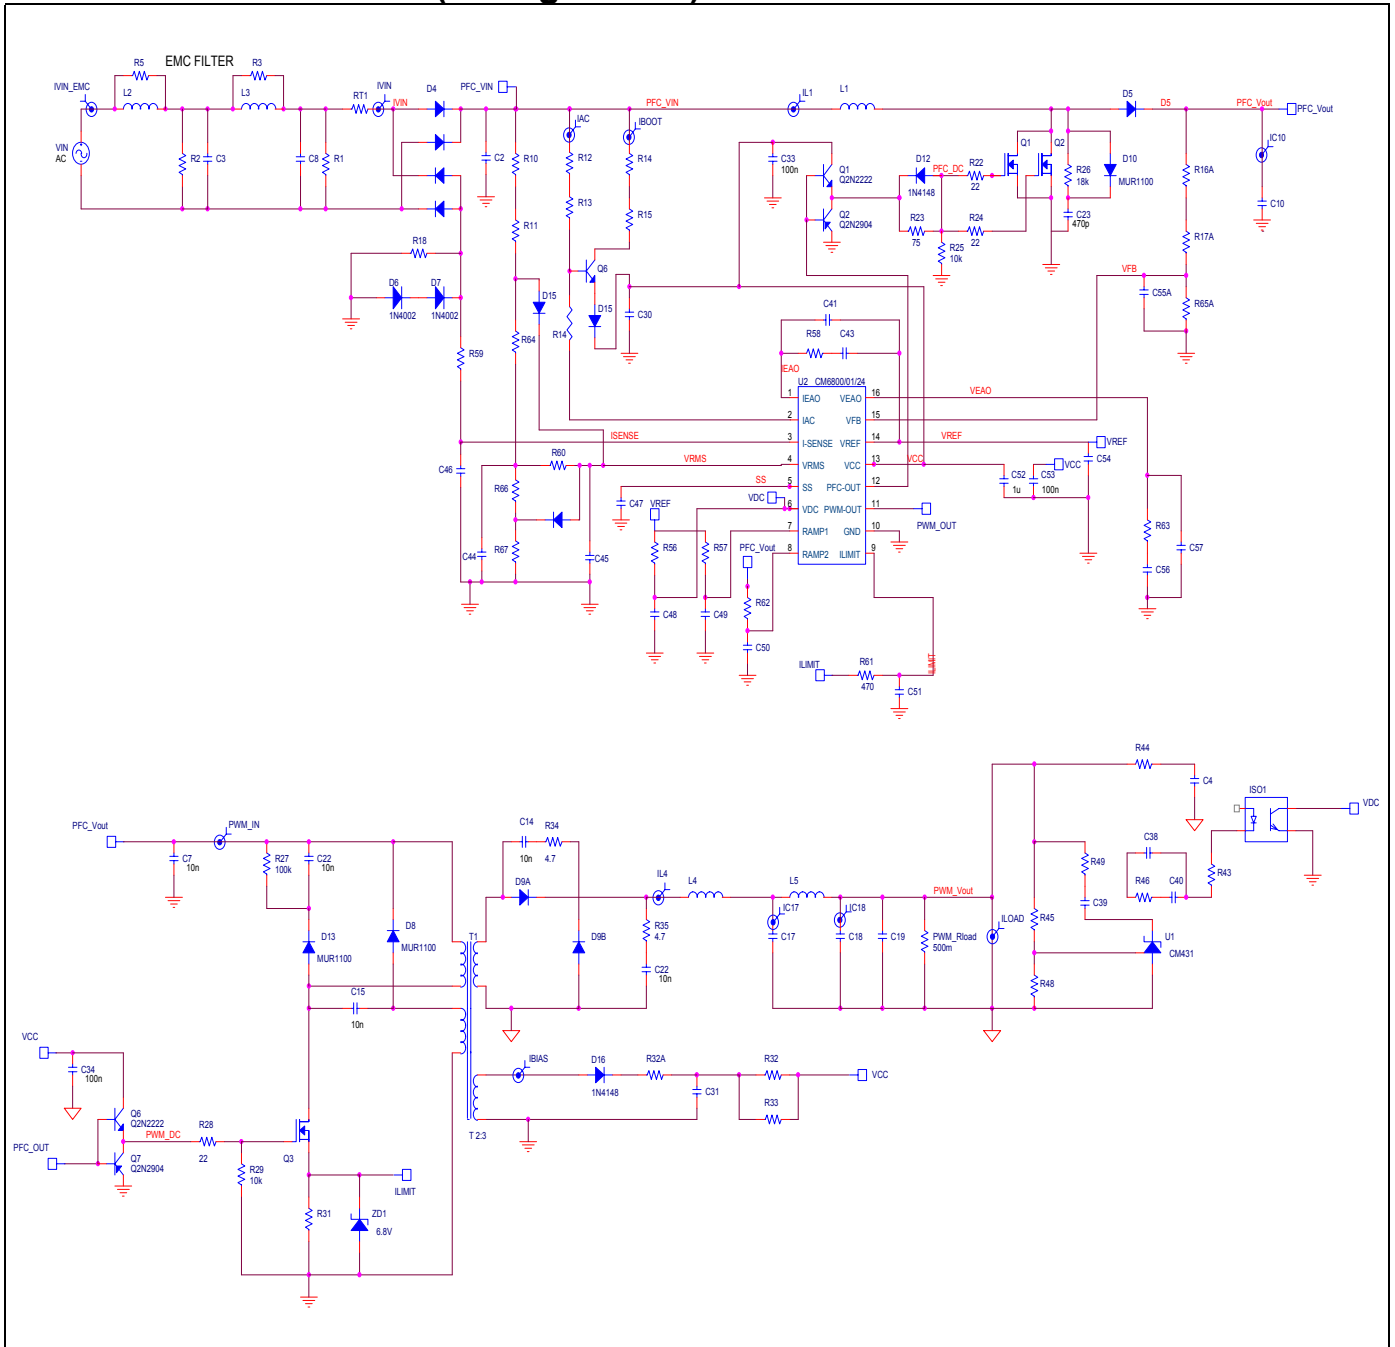 EMC FILTER
R5
R3
IVIN_EMC
L2
L3
RT1
IVIN
IVIN
D4
PFC_VIN
PFC_VIN
IL1
L1
D5
D5
PFC_Vout
PFC_Vout
VIN
AC
R2
C3
C8
R1
C2
R10
IAC
R12
IBOOT
R14
C33
100n
Q1
Q2N2222
D12
1N4148
PFC_DC
R22
22
Q1
Q2
R26
18k
D10
MUR1100
R16A
IC10
C10
R13
R15
R11
Q2
Q2N2904
R23
75
R24
22
C23
470p
R25
10k
R17A
R18
D6
1N4002
D7
1N4002
Q6
D15
D15
R14
C30
VFB
C55A
R65A
R59
R64
C41
R58
C43
IEAO
U2 CM6800/01/24
1 IEAO VEAO 16
2 IAC VFB 15
3 I-SENSE VREF 14
4 VRMS VCC 13
5 SS PFC-OUT 12
6 VDC PWM-OUT 11
7 RAMP1 GND 10
8 RAMP2 ILIMIT 9
VEAO
ISENSE
VREF
VREF
C46
R60
VRMS
VCC
C54
VCC
C52
1u
C53
100n
SS
R66
C47
VREF
VDC
PWM_OUT
R63
C57
C44
R67
C45
R56
R57
PFC_Vout
C56
R62
C48
C49
C50
ILIMIT
R61
470
ILIMIT
C51
R44
C4
ISO1
VDC
PFC_Vout
PWM_IN
C7
10n
R27
100k
C22
10n
C14
10n
R34
4.7
C38
R49
R46
C40
R43
D9A
IL4
L4
L5
PWM_Vout
C39
D13
MUR1100
D8
MUR1100
T1
D9B
R35
4.7
C22
10n
IC17
C17
IC18
C18
C19
PWM_Rload
500m
ILOAD
R45
U1
CM431
R48
C15
10n
VCC
C34
100n
IBIAS
D16
1N4148
R32A
C31
R32
R33
VCC
Q6
Q2N2222
PWM_DC
R28
22
PFC_OUT
Q7
Q2N2904
R29
10k
Q3
T 2:3
ILIMIT
R31
ZD1
6.8V